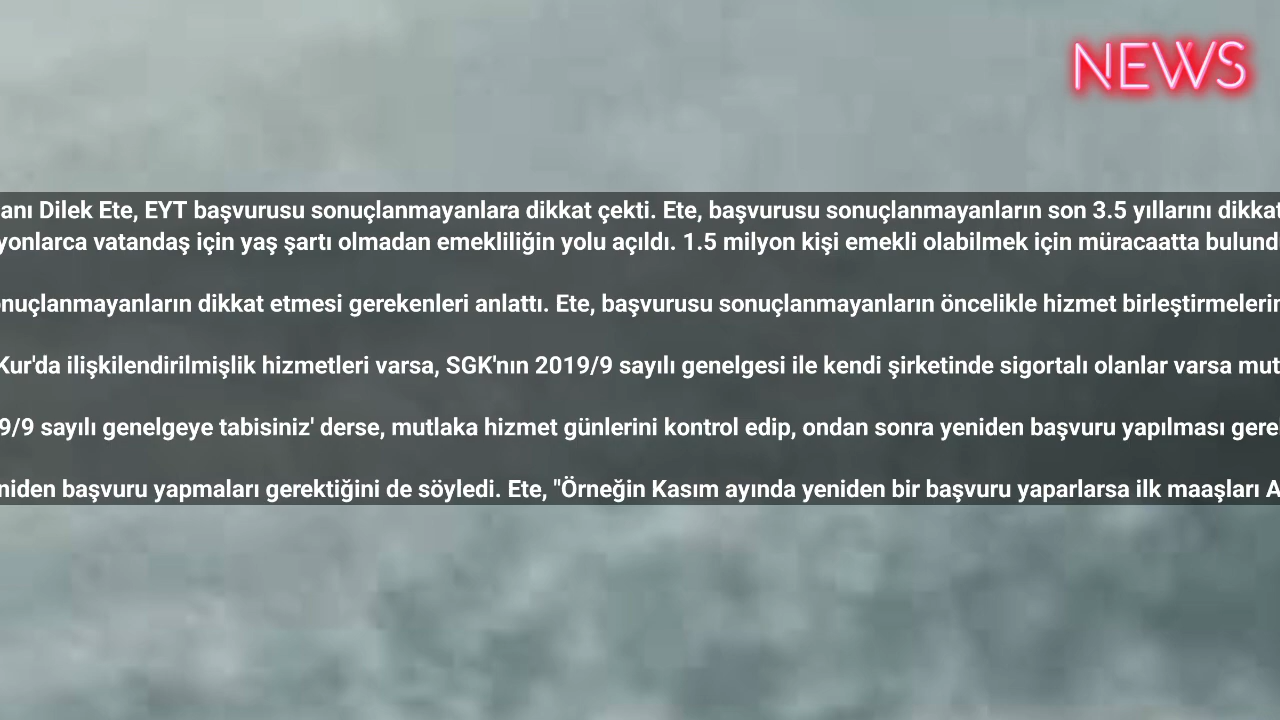 NEWS
anı Dilek Ete, EYT başvurusu sonuçlanmayanlara dikkat çekti. Ete, başvurusu sonuçlanmayanların son 3.5 yıllarını dikkat
yonlarca vatandaş için yaş şartı olmadan emekliliğin yolu açıldı. 1.5 milyon kişi emekli olabilmek için müracaatta bulund
onuçlanmayanların dikkat etmesi gerekenleri anlattı. Ete, başvurusu sonuçlanmayanların öncelikle hizmet birleştirmelerin
Kur'da ilişkilendirilmişlik hizmetleri varsa, SGK'nın 2019/9 sayılı genelgesi ile kendi şirketinde sigortalı olanlar varsa mut
9/9 sayılı genelgeye tabisiniz' derse, mutlaka hizmet günlerini kontrol edip, ondan sonra yeniden başvuru yapılması gere
niden başvuru yapmaları gerektiğini de söyledi. Ete, "Örneğin Kasım ayında yeniden bir başvuru yaparlarsa ilk maaşları A